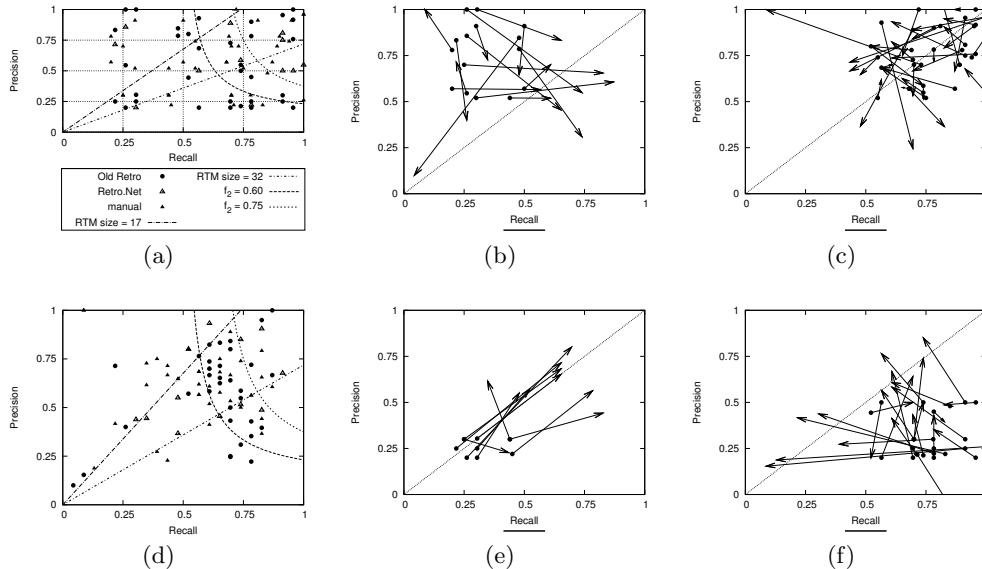 1
0.75
0.5
0.25
0
0 0.25 0.5 0.75 1
Precision
Recall
Old Retro
Retro.Net
manual
RTM size = 17
RTM size = 32
f2 = 0.60
f2 = 0.75
(a)
1
0.75
0.5
0.25
0
0 0.25 0.5 0.75 1
Precision
Recall
(b)
1
0.75
0.5
0.25
0
0 0.25 0.5 0.75 1
Precision
Recall
(c)
1
0.75
0.5
0.25
0
0 0.25 0.5 0.75 1
Precision
Recall
(d)
1
0.75
0.5
0.25
0
0 0.25 0.5 0.75 1
Precision
Recall
(e)
1
0.75
0.5
0.25
0
0 0.25 0.5 0.75 1
Precision
Recall
(f)